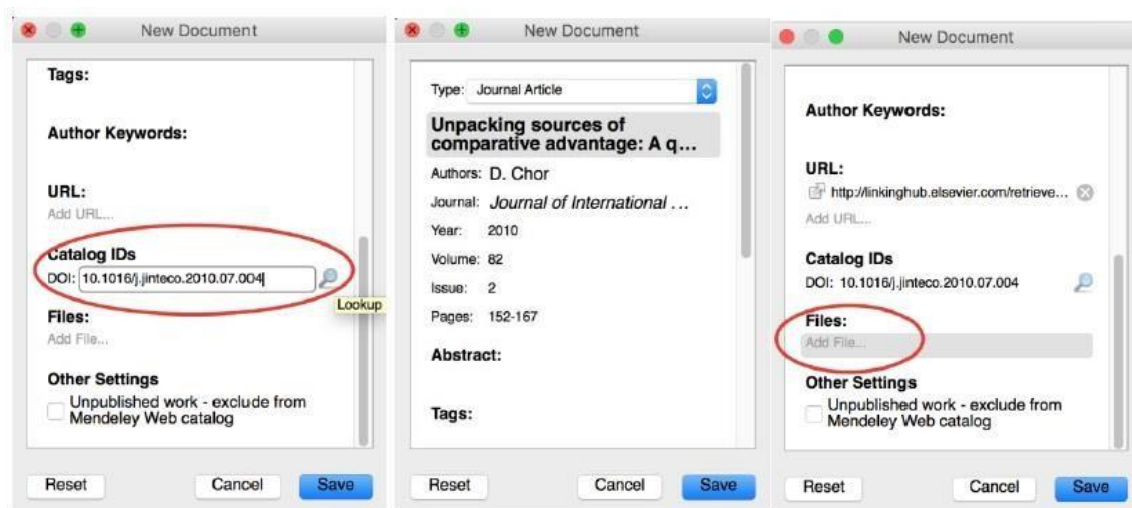 New Document
Tags:
Author Keywords:
URL:
Add URL...
Catalog IDs
DOI: 10.1016/j.jinteco.2010.07.004
Lookup
Files:
Add File...
Other Settings
Unpublished work - exclude from
Mendeley Web catalog
Reset Cancel Save
New Document
Type: Journal Article
Unpacking sources of
comparative advantage: A q...
Authors: D. Chor
Journal: Journal of International ...
Year: 2010
Volume: 82
Issue: 2
Pages: 152-167
Abstract:
Tags:
Reset Cancel Save
New Document
Author Keywords:
URL:
http://linkinghub.elsevier.com/retrieve...
Add URL...
Catalog IDs
DOI: 10.1016/j.jinteco.2010.07.004
Files:
Add File...
Other Settings
Unpublished work - exclude from
Mendeley Web catalog
Reset Cancel Save